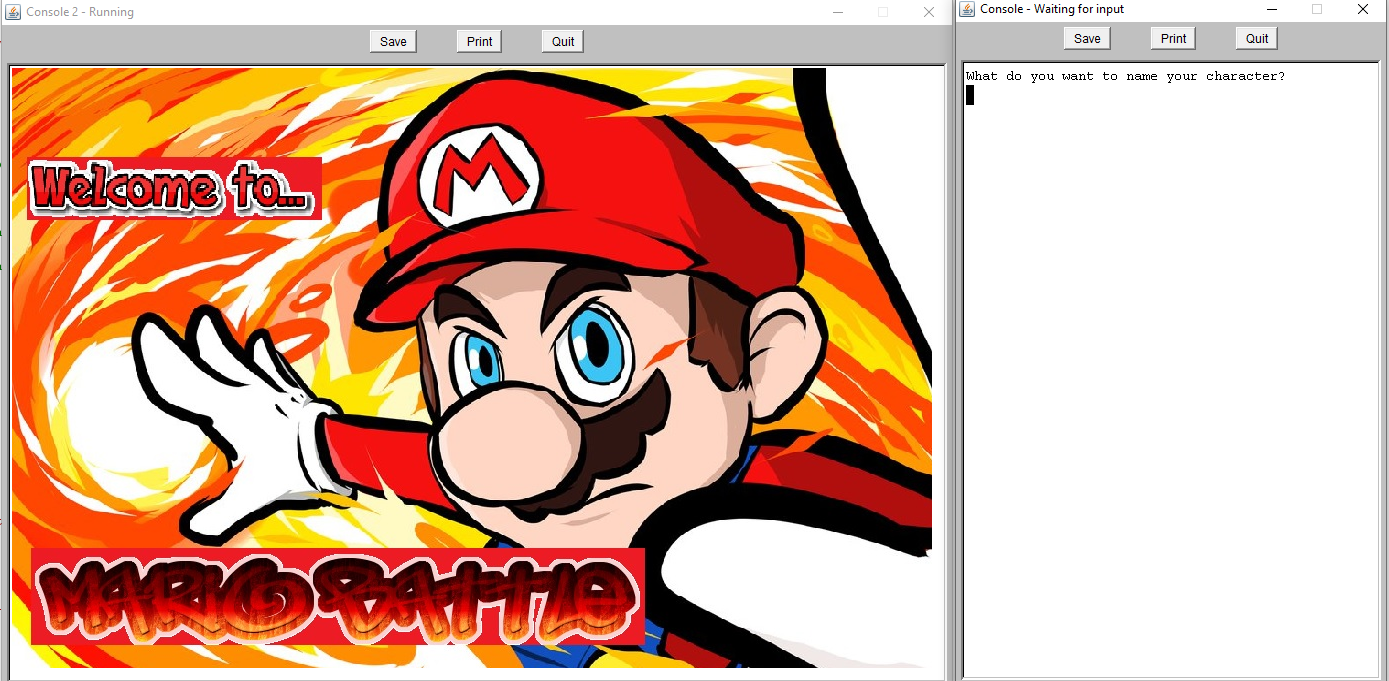 Console 2 - Running
Save Print Quit
Welcome to...
M
MARIO BATTLE
Console - Waiting for input
Save Print Quit
What do you want to name your character?